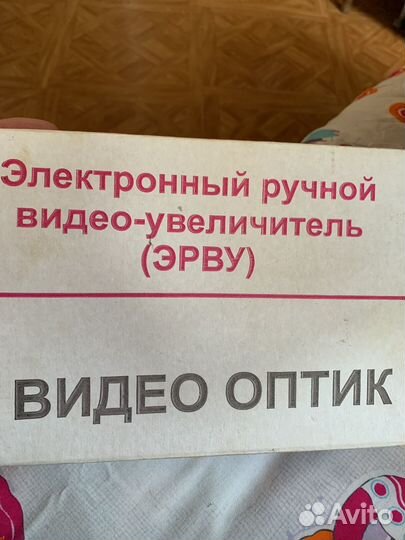 Электронный ручной
видео-увеличитель
(ЭРВУ)
ВИДЕО ОПТИК
Avito